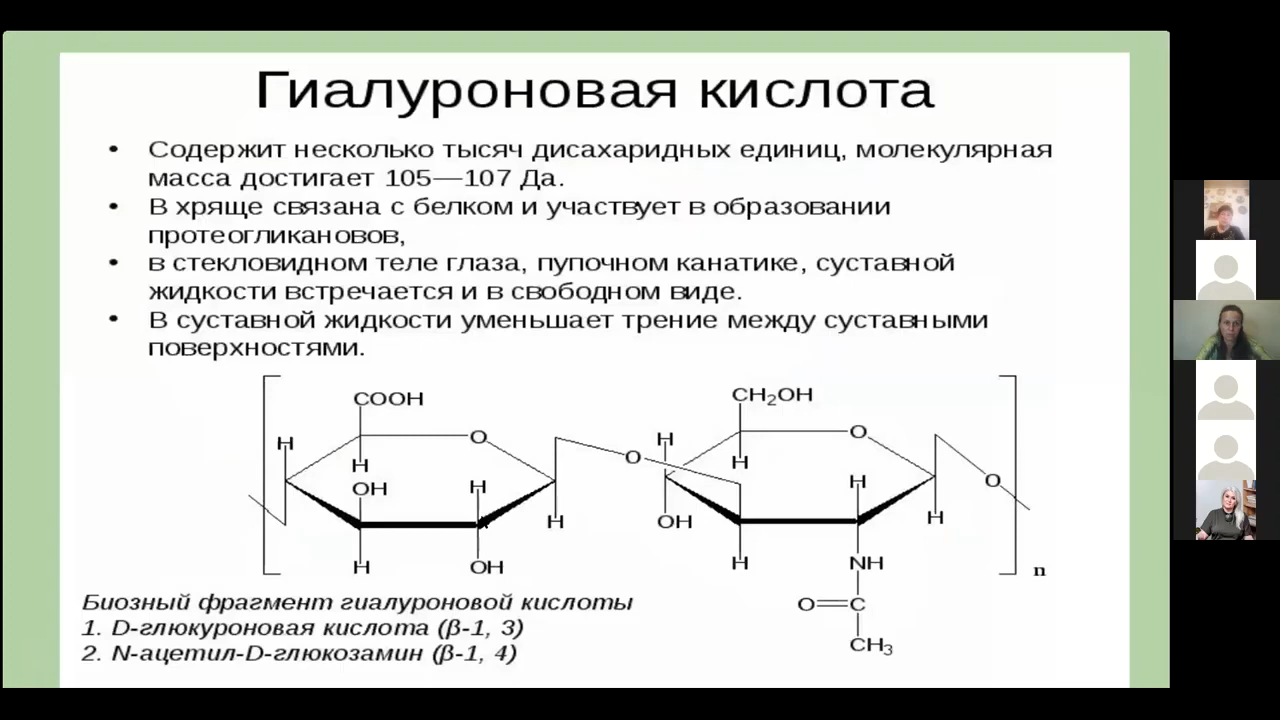 Гиалуроновая кислота
• Содержит несколько тысяч дисахаридных единиц, молекулярная
масса достигает 105—107 Да.
• В хряще связана с белком и участвует в образовании
протеогликановов,
• в стекловидном теле глаза, пупочном канатике, суставной
жидкости встречается и в свободном виде.
• В суставной жидкости уменьшает трение между суставными
поверхностями.
COOH
CH2OH
H
O
H
O
O
H
H
OH
H
H
O
OH
H
H
H
OH
H
NH
n
O
C
CH3
Биозный фрагмент гиалуроновой кислоты
1. D-глюкуроновая кислота (β-1, 3)
2. N-ацетил-D-глюкозамин (β-1, 4)